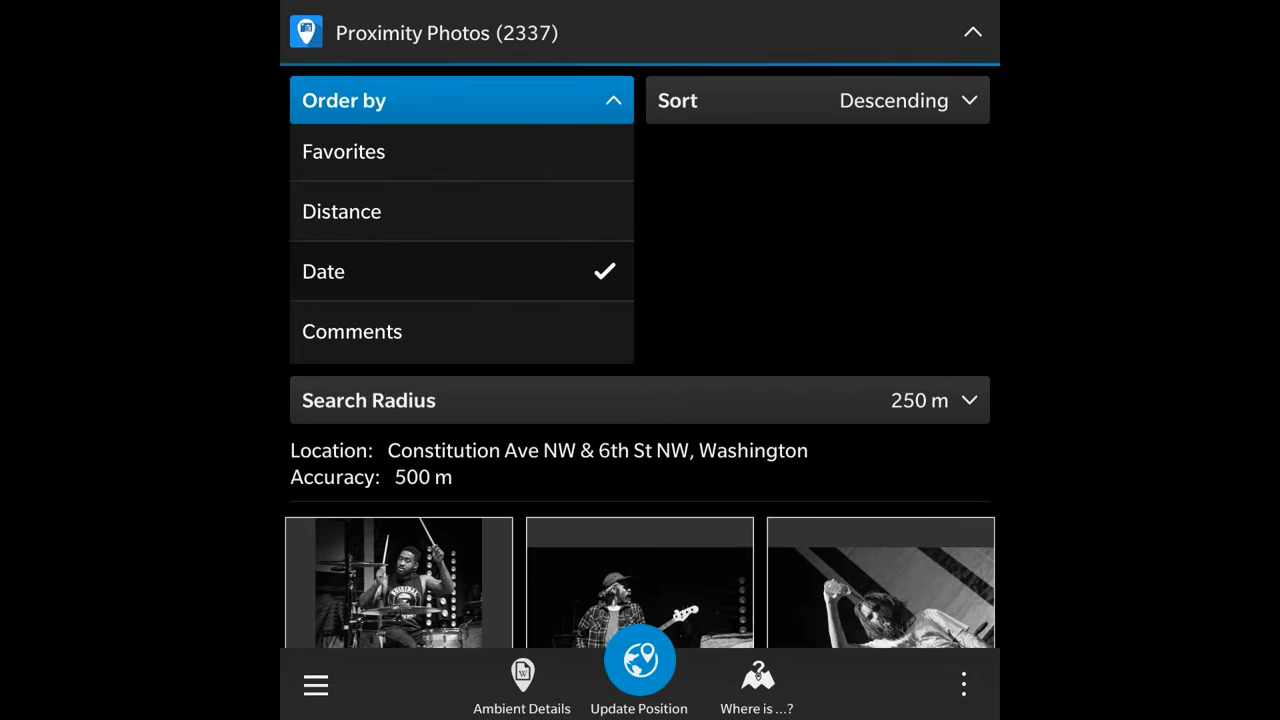 Proximity Photos (2337)
Order by
Sort Descending
Favorites
Distance
Date
Comments
Search Radius 250 m
Location: Constitution Ave NW & 6th St NW, Washington
Accuracy: 500 m
Ambient Details
Update Position
Where is ...?